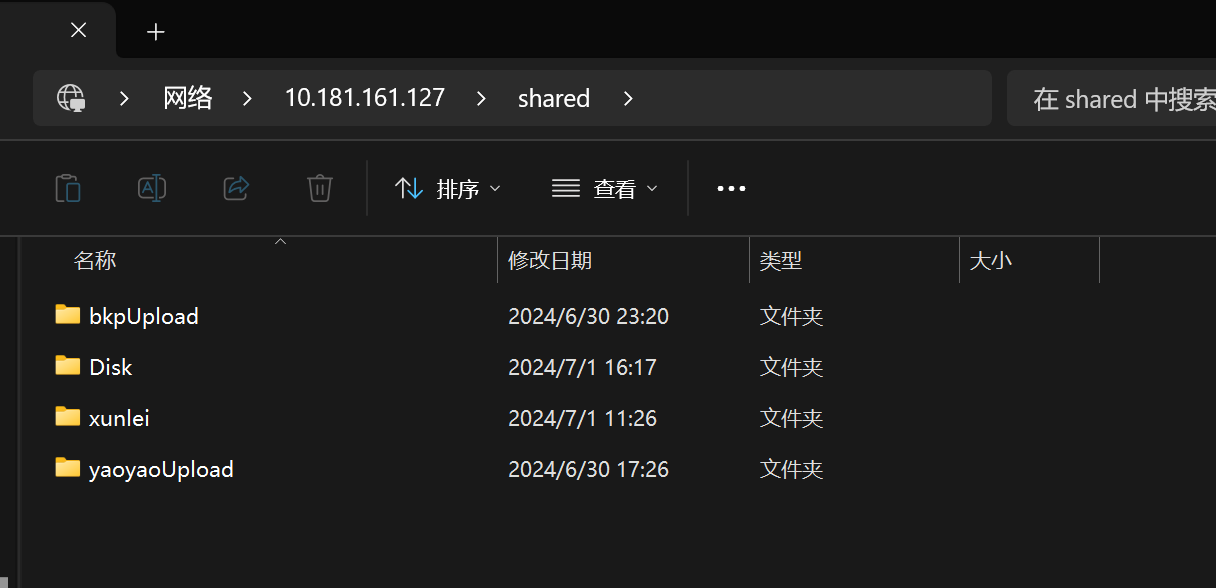 网络 10.181.161.127 shared 在 shared 中搜索
排序 查看
名称 修改日期 类型 大小
bkpUpload 2024/6/30 23:20 文件夹
Disk 2024/7/1 16:17 文件夹
xunlei 2024/7/1 11:26 文件夹
yaoyaoUpload 2024/6/30 17:26 文件夹